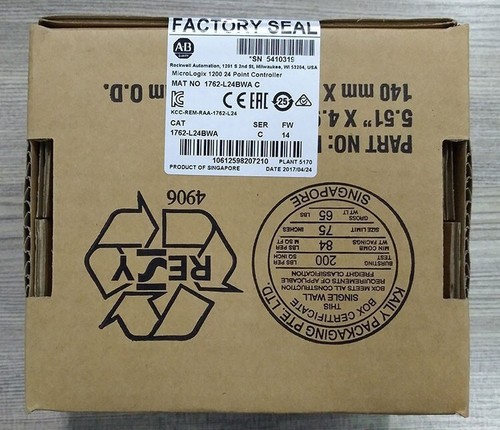 FACTORY SEAL
AB
*SN 5410319
Rockwell Automation, 1201 S 2nd St, Milwaukee, WI 53204, USA
MicroLogix 1200 24 Point Controller
MAT NO 1762-L24BWA C
CE EAC 25
KCC-REM-RAA-1762-L24
CAT SER FW
1762-L24BWA C 14
10612598207210 PLANT 5170
PRODUCT OF SINGAPORE DATE 2017/04/24
m O.D.
PART NO:
5.51" X 4.9
140 mm X
4906
RESY
KAILY PACKAGING PTE. LTD.
SINGAPORE
BOX CERTIFICATE
THIS
SINGLE WALL
BOX MEETS ALL CONSTRUCTION
REQUIREMENTS OF APPLICABLE
FREIGHT CLASSIFICATION
BURSTING TEST 200 LBS PER SQ INCH
MIN COMB WT FACINGS 84 LBS PER M SQ FT
SIZE LIMIT 75 INCHES
GROSS WT LT 65 LBS